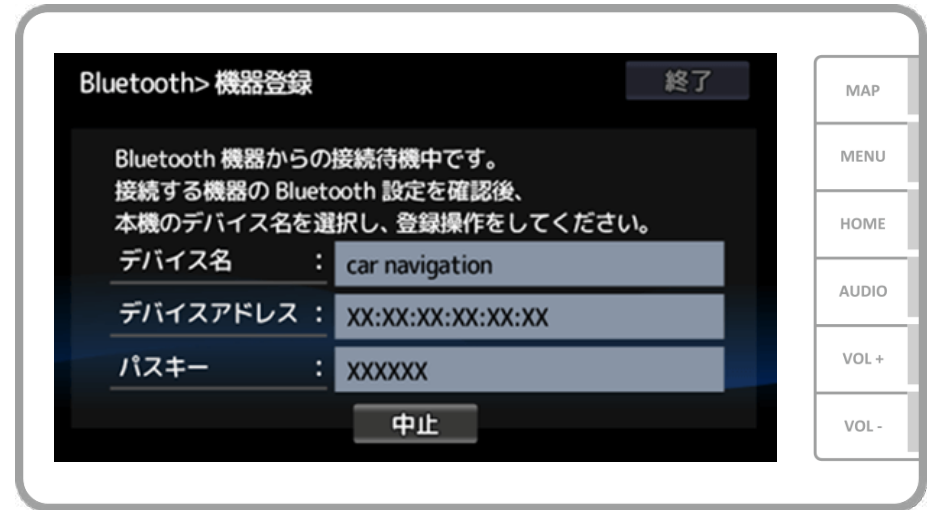 Bluetooth> 機器登録
終了
Bluetooth 機器からの接続待機中です。
接続する機器の Bluetooth 設定を確認後、
本機のデバイス名を選択し、登録操作をしてください。
デバイス名 : car navigation
デバイスアドレス : XX:XX:XX:XX:XX:XX
パスキー : XXXXXX
中止
MAP
MENU
HOME
AUDIO
VOL +
VOL -